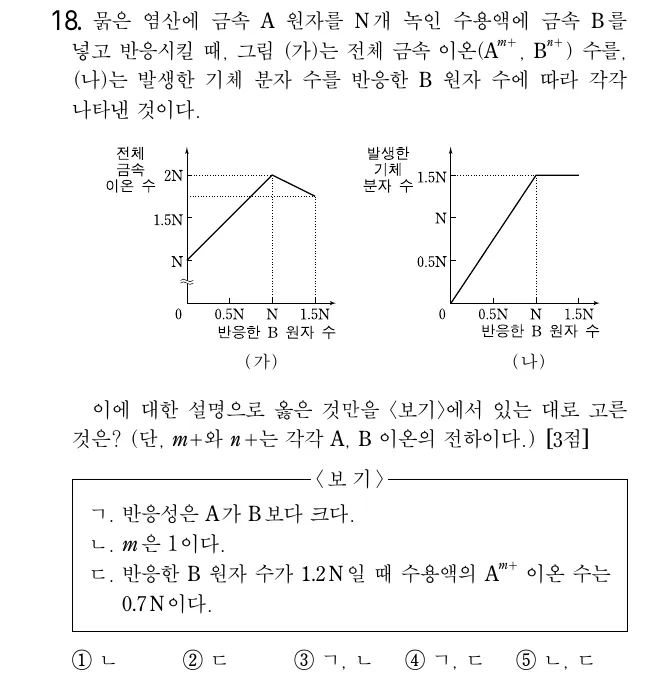 18. 묽은 염산에 금속 A 원자를 N개 녹인 수용액에 금속 B를
넣고 반응시킬 때, 그림 (가)는 전체 금속 이온(Aᵐ⁺, Bⁿ⁺) 수를,
(나)는 발생한 기체 분자 수를 반응한 B 원자 수에 따라 각각
나타낸 것이다.
전체
금속
이온 수
2N
1.5N
N
0 0.5N N 1.5N
반응한 B 원자 수
(가)
발생한
기체
분자 수
1.5N
N
0.5N
0 0.5N N 1.5N
반응한 B 원자 수
(나)
이에 대한 설명으로 옳은 것만을 〈보기〉에서 있는 대로 고른
것은? (단, m+와 n+는 각각 A, B 이온의 전하이다.) [3점]
〈보 기〉
ㄱ. 반응성은 A가 B보다 크다.
ㄴ. m은 1이다.
ㄷ. 반응한 B 원자 수가 1.2N일 때 수용액의 Aᵐ⁺ 이온 수는
0.7N이다.
① ㄴ ② ㄷ ③ ㄱ, ㄴ ④ ㄱ, ㄷ ⑤ ㄴ, ㄷ